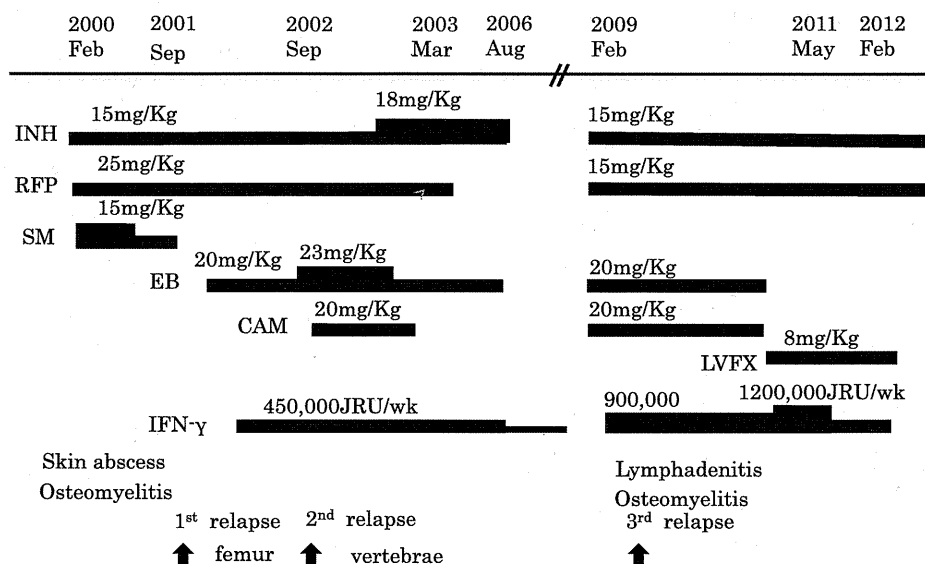 2000 2001 2002 2003 2006 2009 2011 2012
Feb Sep Sep Mar Aug Feb May Feb
18mg/Kg
15mg/Kg 15mg/Kg
INH
25mg/Kg 15mg/Kg
RFP
15mg/Kg
SM
20mg/Kg 23mg/Kg 20mg/Kg
EB
20mg/Kg 20mg/Kg
CAM
8mg/Kg
LVFX
450,000JRU/wk 900,000 1200,000JRU/wk
IFN-γ
Skin abscess Lymphadenitis
Osteomyelitis Osteomyelitis
1st relapse 2nd relapse 3rd relapse
femur vertebrae